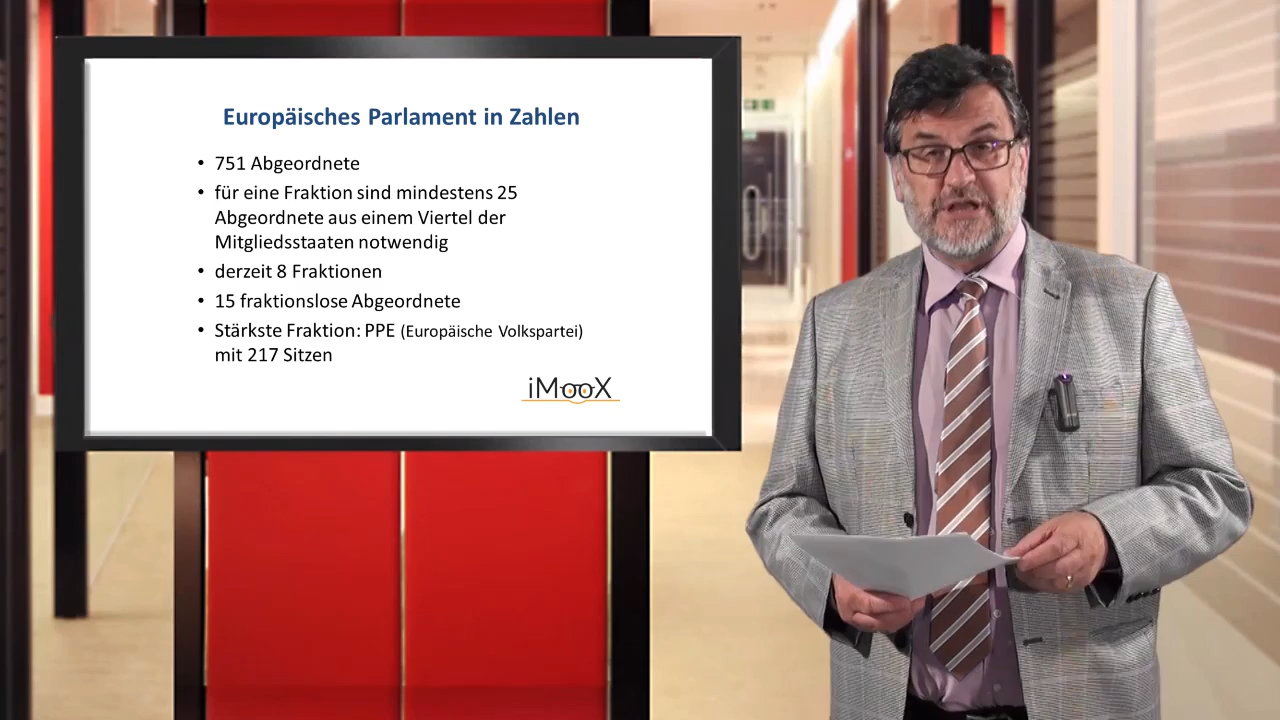 Europäisches Parlament in Zahlen
• 751 Abgeordnete
• für eine Fraktion sind mindestens 25
Abgeordnete aus einem Viertel der
Mitgliedsstaaten notwendig
• derzeit 8 Fraktionen
• 15 fraktionslose Abgeordnete
• Stärkste Fraktion: PPE (Europäische Volkspartei)
mit 217 Sitzen
iMooX